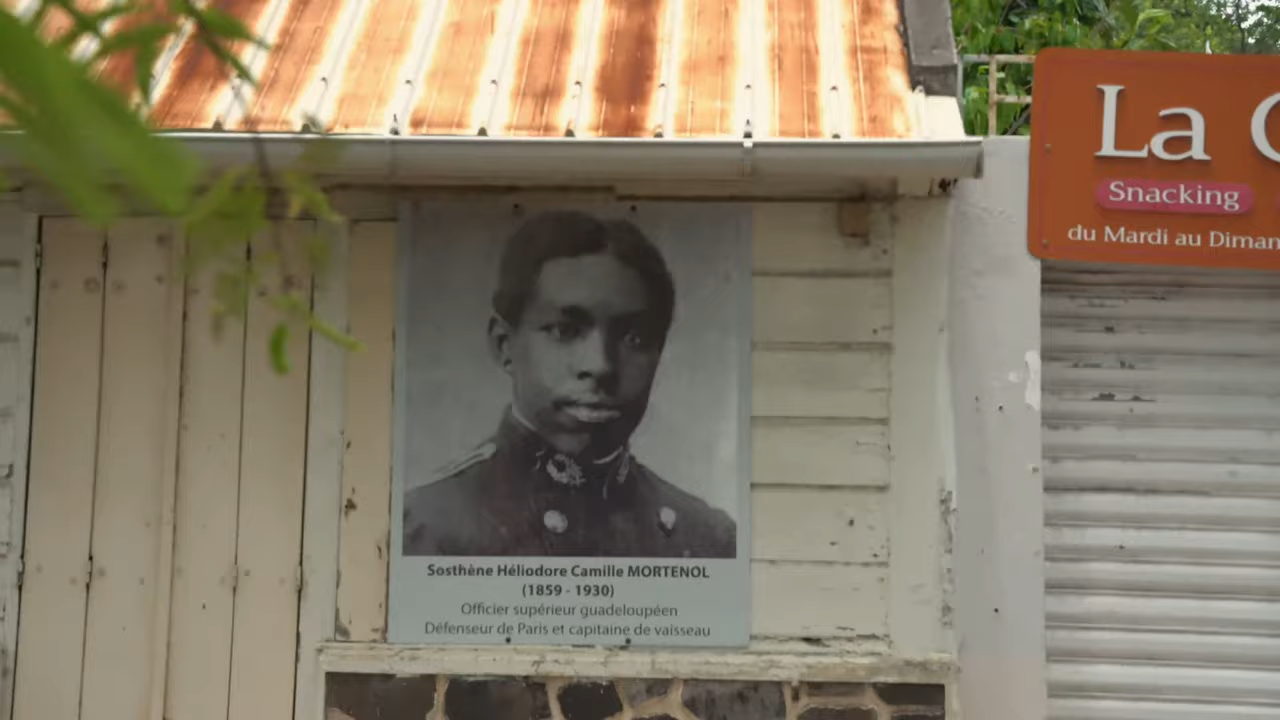 Sosthène Héliodore Camille MORTENOL
(1859 - 1930)
Officier supérieur guadeloupéen
Défenseur de Paris et capitaine de vaisseau
La
Snacking
du Mardi au